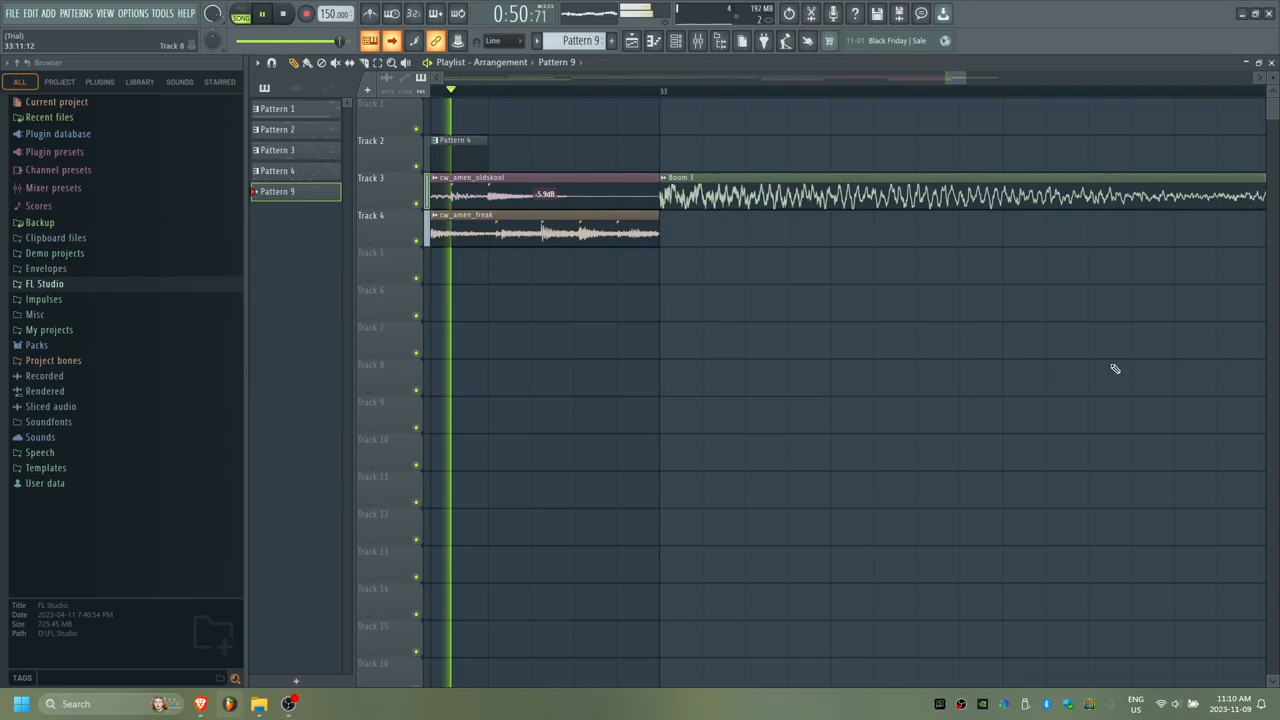 FILE EDIT ADD PATTERNS VIEW OPTIONS TOOLS HELP
SONG
150.000
3.2.
0:50:71
M:S:CS
4
192 MB
2
(Trial)
33:11:12 Track 8
Line
Pattern 9
11-01 Black Friday | Sale
Browser
Playlist - Arrangement › Pattern 9 ›
ALL
PROJECT
PLUGINS
LIBRARY
SOUNDS
STARRED
Current project
Recent files
Plugin database
Plugin presets
Channel presets
Mixer presets
Scores
Backup
Clipboard files
Demo projects
Envelopes
FL Studio
Impulses
Misc
My projects
Packs
Project bones
Recorded
Rendered
Sliced audio
Soundfonts
Sounds
Speech
Templates
User data
Title FL Studio
Date 2023-04-11 7:40:54 PM
Size 725.45 MB
Path D:\FL Studio
TAGS
Pattern 1
Pattern 2
Pattern 3
Pattern 4
Pattern 9
33
Track 1
Track 2
Pattern 4
Track 3
cw_amen_oldskool
-5.9dB
Boom 3
Track 4
cw_amen_freak
Track 5
Track 6
Track 7
Track 8
Track 9
Track 10
Track 11
Track 12
Track 13
Track 14
Track 15
Track 16
Search
ENG
US
11:10 AM
2023-11-09